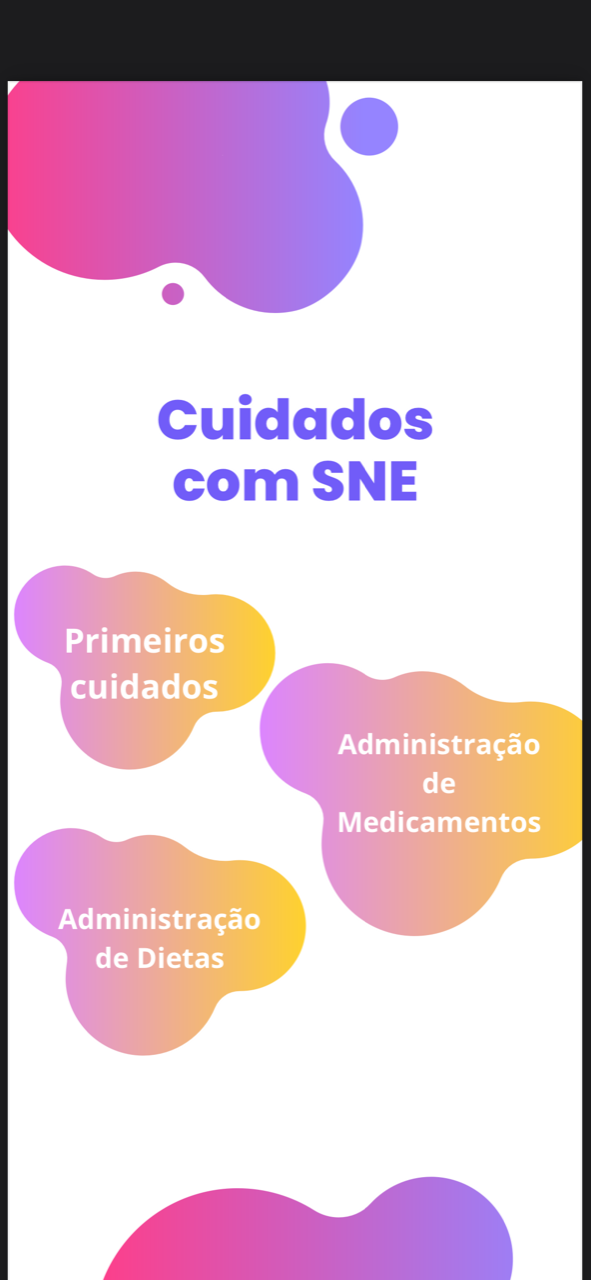 Cuidados
com SNE
Primeiros
cuidados
Administração
de
Medicamentos
Administração
de Dietas